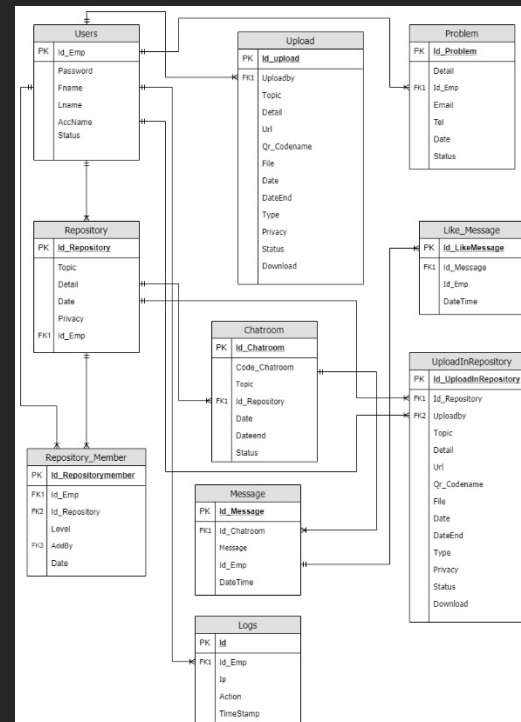 Users
PK Id_Emp
Password
Fname
Lname
AccName
Status
Upload
PK Id_upload
FK1 Uploadby
Topic
Detail
Url
Qr_Codename
File
Date
DateEnd
Type
Privacy
Status
Download
Problem
PK Id_Problem
Detail
FK1 Id_Emp
Email
Tel
Date
Status
Repository
PK Id_Repository
Topic
Detail
Date
Privacy
FK1 Id_Emp
Like_Message
PK Id_LikeMessage
FK1 Id_Message
Id_Emp
DateTime
Chatroom
PK Id_Chatroom
Code_Chatroom
Topic
FK1 Id_Repository
Date
Dateend
Status
UploadInRepository
PK Id_UploadInRepository
FK1 Id_Repository
FK2 Uploadby
Topic
Detail
Url
Qr_Codename
File
Date
DateEnd
Type
Privacy
Status
Download
Repository_Member
PK Id_Repositorymember
FK1 Id_Emp
FK2 Id_Repository
Level
FK3 AddBy
Date
Message
PK Id_Message
FK1 Id_Chatroom
Message
Id_Emp
DateTime
Logs
PK Id
FK1 Id_Emp
Ip
Action
TimeStamp